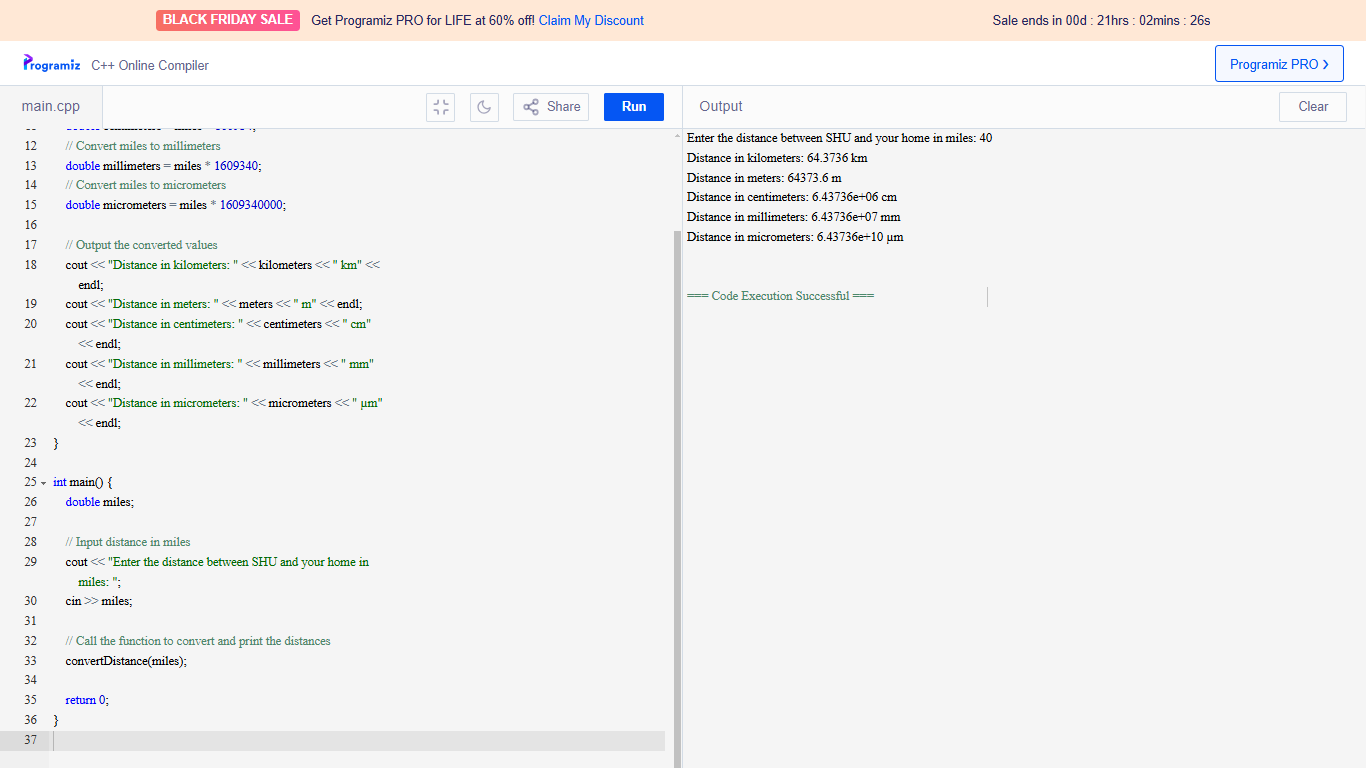 BLACK FRIDAY SALE Get Programiz PRO for LIFE at 60% off! Claim My Discount Sale ends in 00d : 21hrs : 02mins : 26s
Programiz C++ Online Compiler Programiz PRO ›
main.cpp Share Run Output Clear
12 // Convert miles to millimeters
13 double millimeters = miles * 1609340;
14 // Convert miles to micrometers
15 double micrometers = miles * 1609340000;
16
17 // Output the converted values
18 cout << "Distance in kilometers: " << kilometers << " km" <<
endl;
19 cout << "Distance in meters: " << meters << " m" << endl;
20 cout << "Distance in centimeters: " << centimeters << " cm"
<< endl;
21 cout << "Distance in millimeters: " << millimeters << " mm"
<< endl;
22 cout << "Distance in micrometers: " << micrometers << " µm"
<< endl;
23 }
24
25 int main() {
26 double miles;
27
28 // Input distance in miles
29 cout << "Enter the distance between SHU and your home in
miles: ";
30 cin >> miles;
31
32 // Call the function to convert and print the distances
33 convertDistance(miles);
34
35 return 0;
36 }
37
Enter the distance between SHU and your home in miles: 40
Distance in kilometers: 64.3736 km
Distance in meters: 64373.6 m
Distance in centimeters: 6.43736e+06 cm
Distance in millimeters: 6.43736e+07 mm
Distance in micrometers: 6.43736e+10 µm
=== Code Execution Successful ===